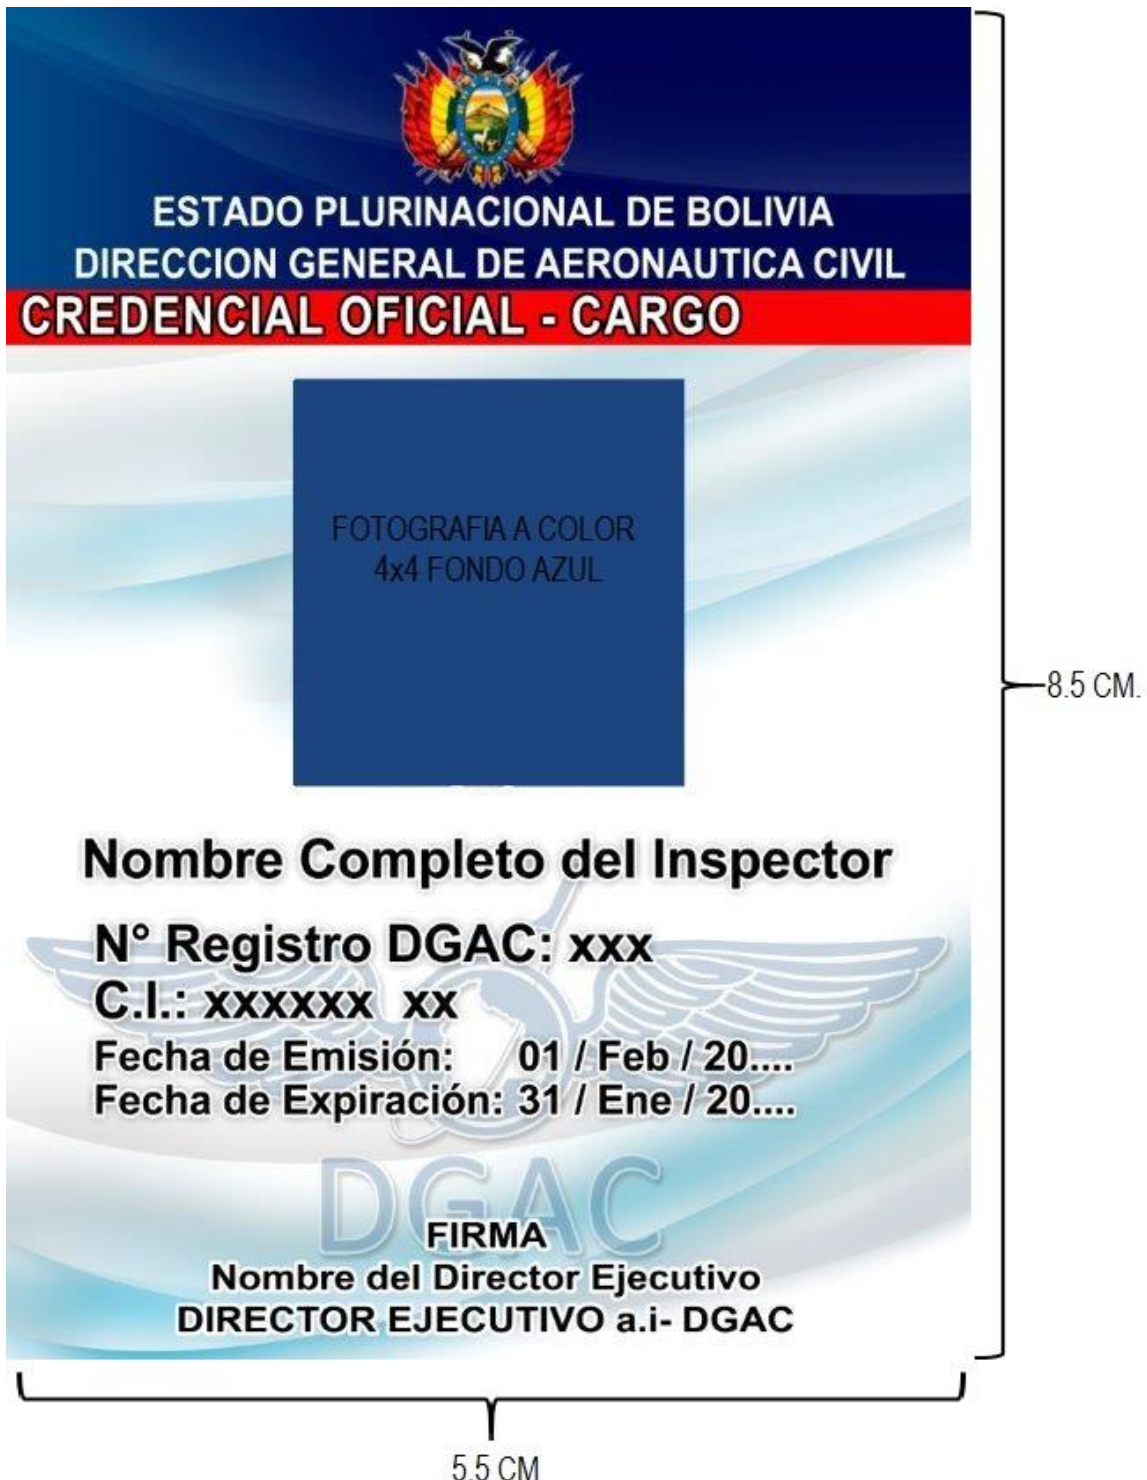 ESTADO PLURINACIONAL DE BOLIVIA
DIRECCION GENERAL DE AERONAUTICA CIVIL
CREDENCIAL OFICIAL - CARGO
FOTOGRAFIA A COLOR
4x4 FONDO AZUL
8.5 CM.
Nombre Completo del Inspector
N° Registro DGAC: xxx
C.I.: xxxxxx xx
Fecha de Emisión: 01 / Feb / 20....
Fecha de Expiración: 31 / Ene / 20....
DGAC
FIRMA
Nombre del Director Ejecutivo
DIRECTOR EJECUTIVO a.i- DGAC
5.5 CM